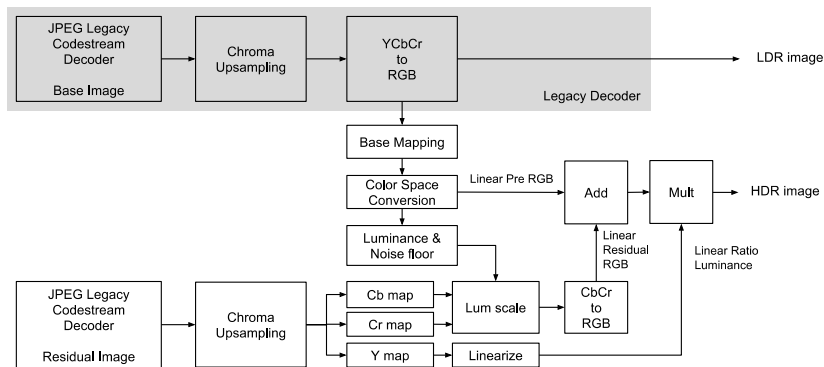 JPEG Legacy
Codestream
Decoder
Base Image
Chroma
Upsampling
YCbCr
to
RGB
LDR image
Legacy Decoder
Base Mapping
Color Space
Conversion
Linear Pre RGB
Add
Mult
HDR image
Luminance &
Noise floor
Linear
Residual
RGB
Linear Ratio
Luminance
JPEG Legacy
Codestream
Decoder
Residual Image
Chroma
Upsampling
Cb map
Cr map
Y map
Lum scale
Linearize
CbCr
to
RGB